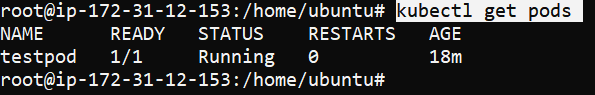 root@ip-172-31-12-153:/home/ubuntu# kubectl get pods
NAME      READY   STATUS    RESTARTS   AGE
testpod   1/1     Running   0          18m
root@ip-172-31-12-153:/home/ubuntu#